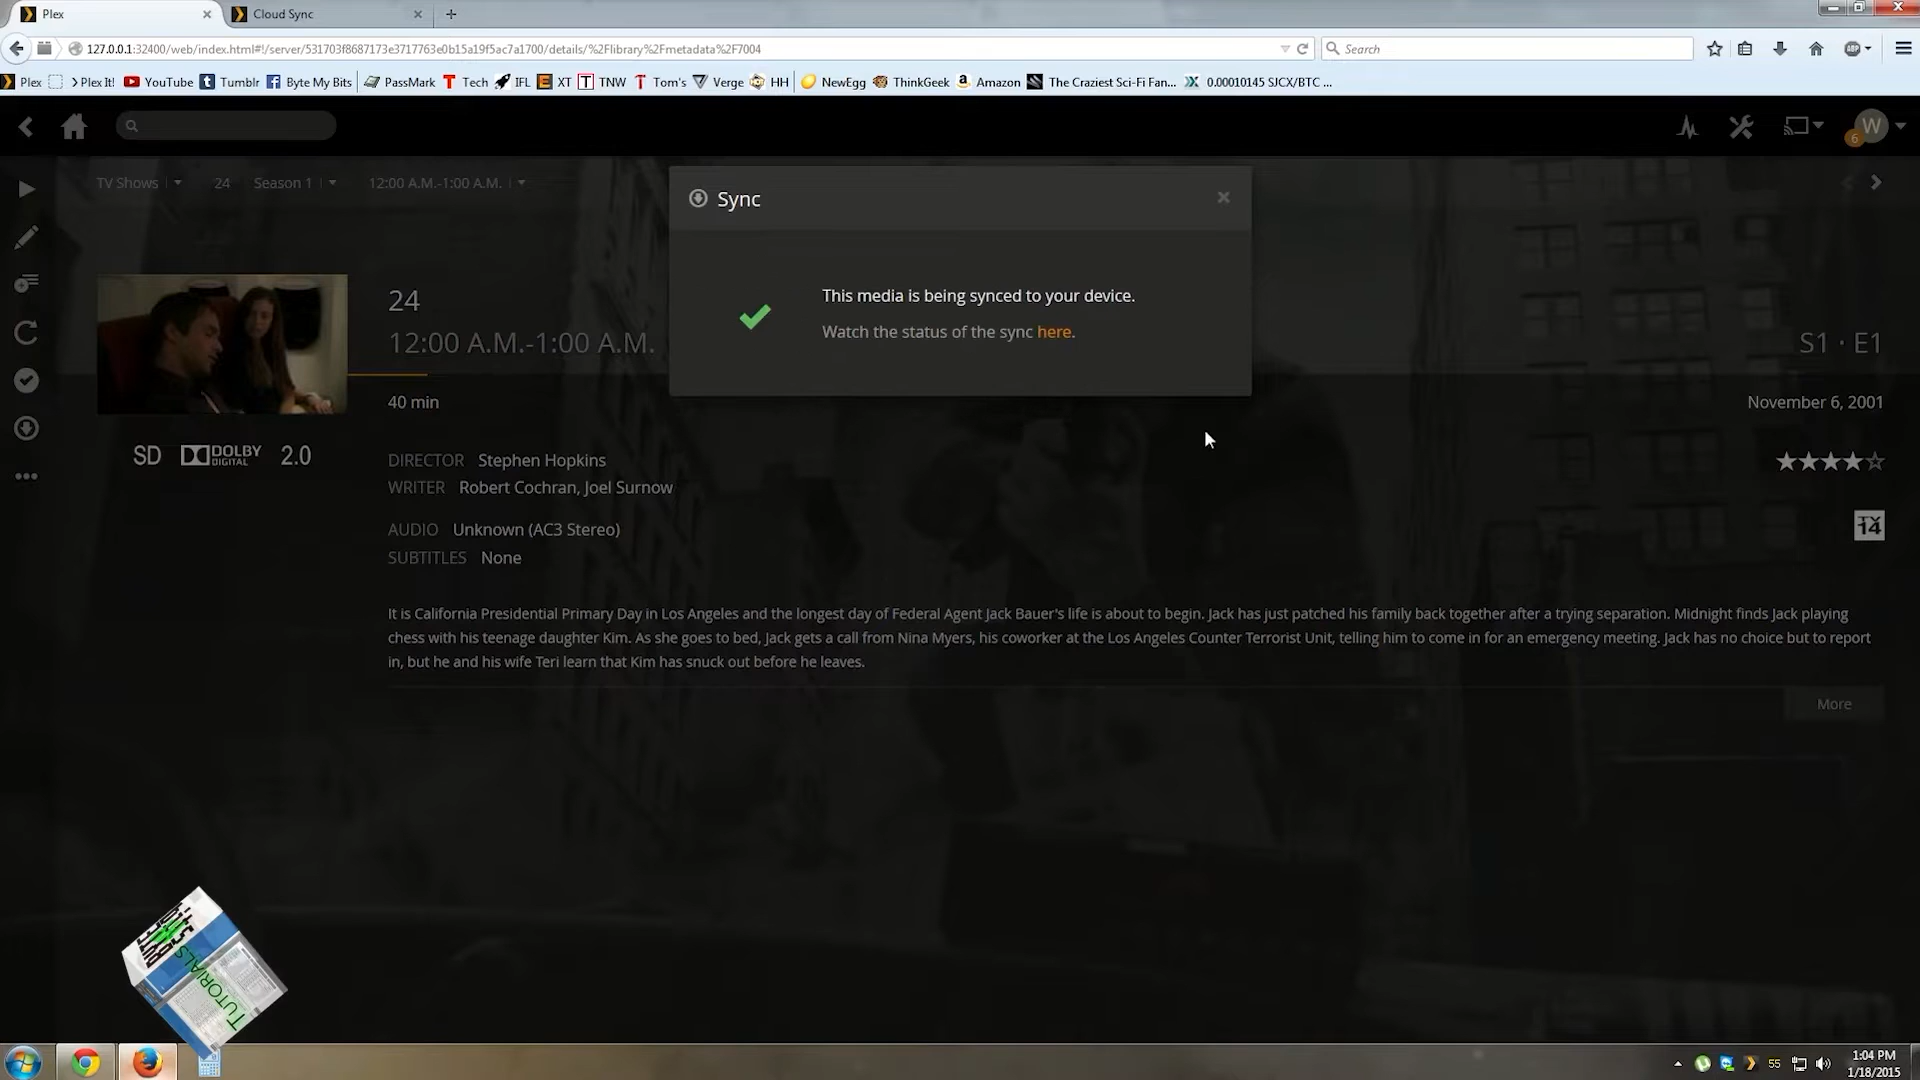 Plex
Cloud Sync
127.0.0.1:32400/web/index.html#!/server/531703f8687173e3717763e0b15a19f5ac7a1700/details/%2Flibrary%2Fmetadata%2F7004
Search
ABP
Plex
Plex It!
YouTube
Tumblr
Byte My Bits
PassMark
Tech
IFL
XT
TNW
Tom's
Verge
HH
NewEgg
ThinkGeek
Amazon
The Craziest Sci-Fi Fan...
0.00010145 SJCX/BTC ...
W
6
TV Shows
24
Season 1
12:00 A.M.-1:00 A.M.
Sync
This media is being synced to your device.
Watch the status of the sync here.
24
12:00 A.M.-1:00 A.M.
S1 · E1
40 min
November 6, 2001
SD
DOLBY
DIGITAL
2.0
DIRECTOR Stephen Hopkins
WRITER Robert Cochran, Joel Surnow
AUDIO Unknown (AC3 Stereo)
SUBTITLES None
TV
14
It is California Presidential Primary Day in Los Angeles and the longest day of Federal Agent Jack Bauer's life is about to begin. Jack has just patched his family back together after a trying separation. Midnight finds Jack playing
chess with his teenage daughter Kim. As she goes to bed, Jack gets a call from Nina Myers, his coworker at the Los Angeles Counter Terrorist Unit, telling him to come in for an emergency meeting. Jack has no choice but to report
in, but he and his wife Teri learn that Kim has snuck out before he leaves.
More
TUTORIALS
55
1:04 PM
1/18/2015